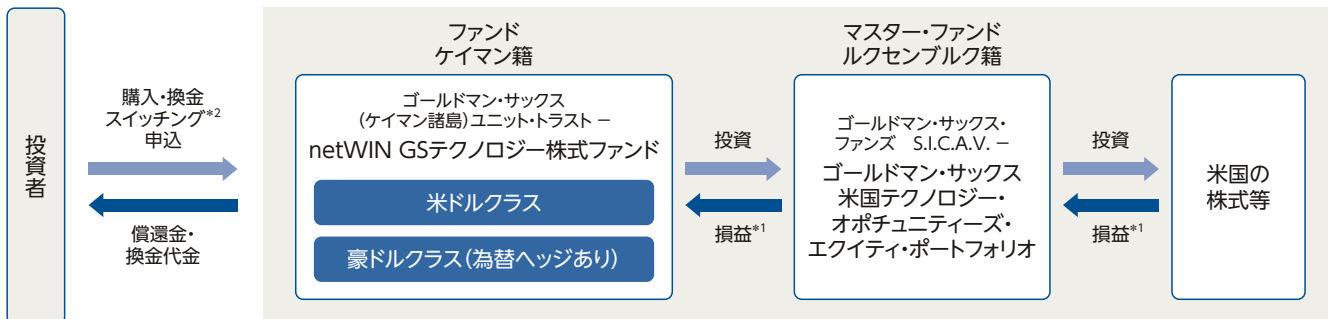 投資者
購入・換金
スイッチング*2
申込
償還金・
換金代金
ファンド
ケイマン籍
ゴールドマン・サックス
(ケイマン諸島)ユニット・トラスト －
netWIN GSテクノロジー株式ファンド
米ドルクラス
豪ドルクラス(為替ヘッジあり)
投資
損益*1
マスター・ファンド
ルクセンブルク籍
ゴールドマン・サックス・
ファンズ S.I.C.A.V. －
ゴールドマン・サックス
米国テクノロジー・
オポチュニティーズ・
エクイティ・ポートフォリオ
投資
損益*1
米国の
株式等